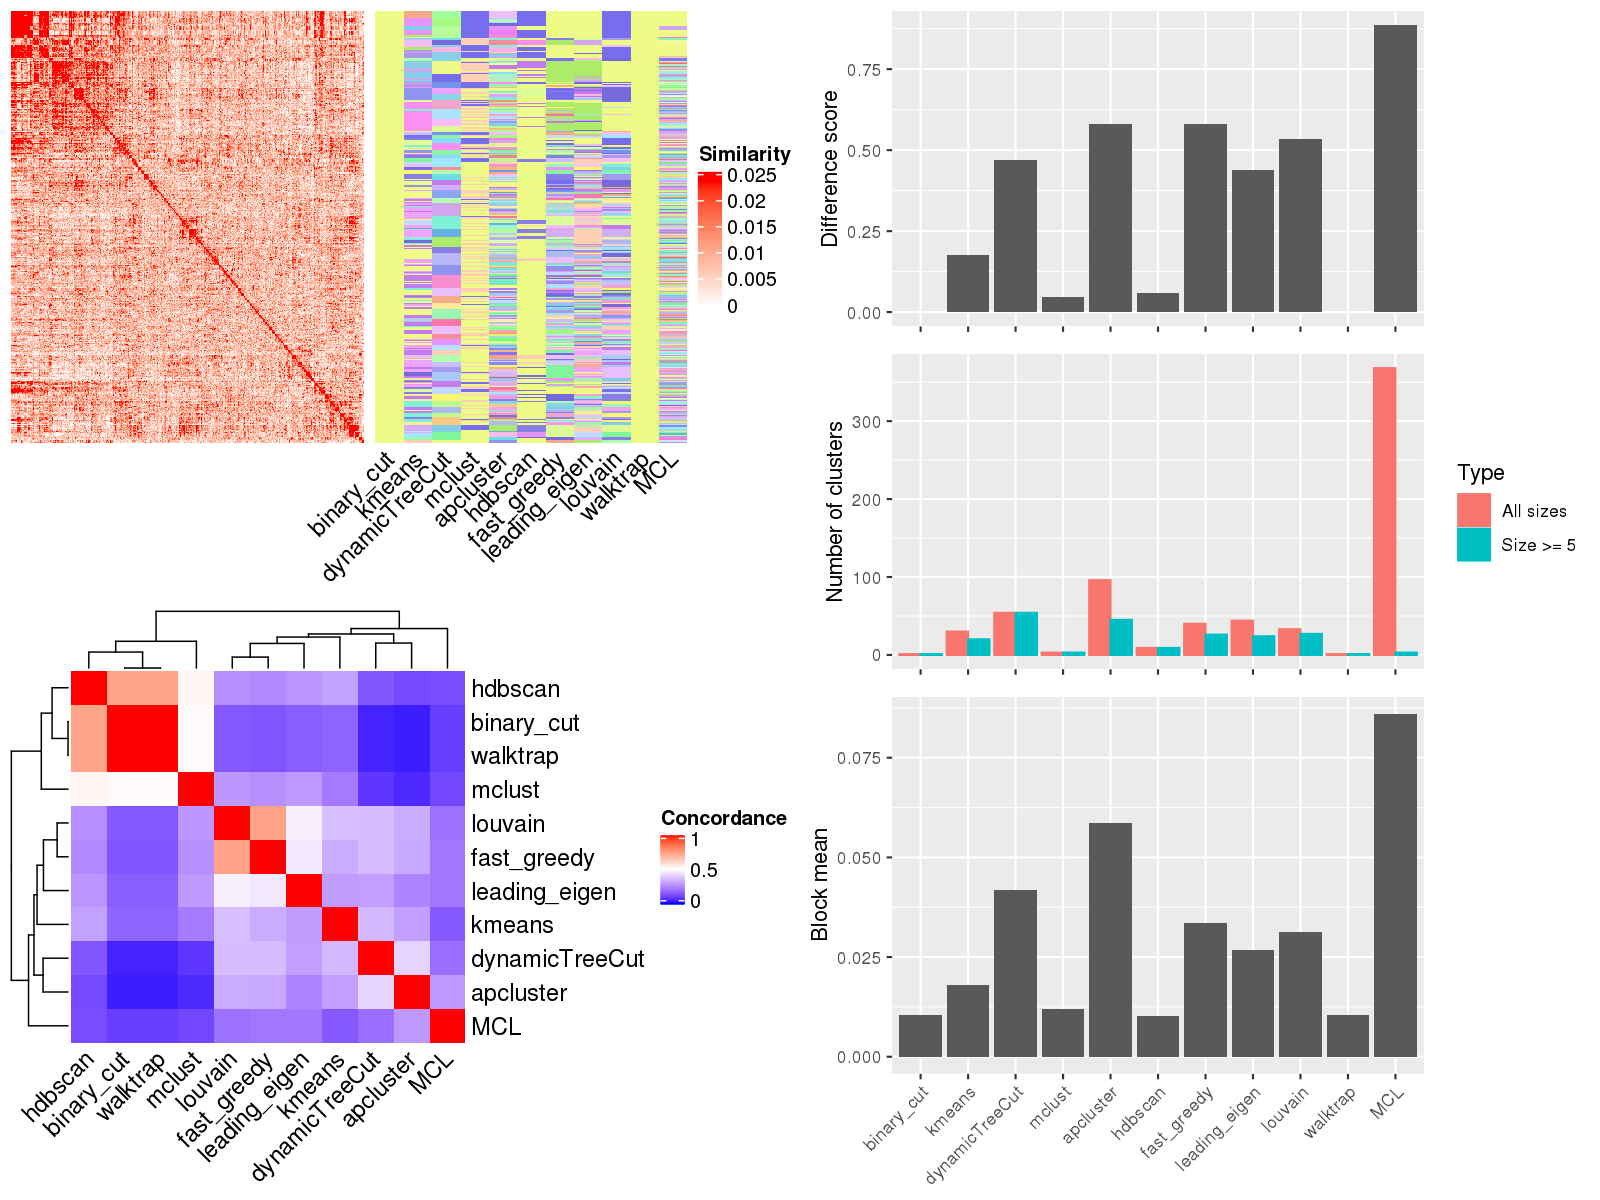 Similarity
0.025
0.02
0.015
0.01
0.005
0
binary_cut
kmeans
dynamicTreeCut
mclust
apcluster
hdbscan
fast_greedy
leading_eigen
louvain
walktrap
MCL
hdbscan
binary_cut
walktrap
mclust
louvain
fast_greedy
leading_eigen
kmeans
dynamicTreeCut
apcluster
MCL
hdbscan
binary_cut
walktrap
mclust
louvain
fast_greedy
leading_eigen
kmeans
dynamicTreeCut
apcluster
MCL
Concordance
1
0.5
0
Difference score
0.75
0.50
0.25
0.00
Number of clusters
300
200
100
0
Type
All sizes
Size >= 5
Block mean
0.075
0.050
0.025
0.000
binary_cut
kmeans
dynamicTreeCut
mclust
apcluster
hdbscan
fast_greedy
leading_eigen
louvain
walktrap
MCL